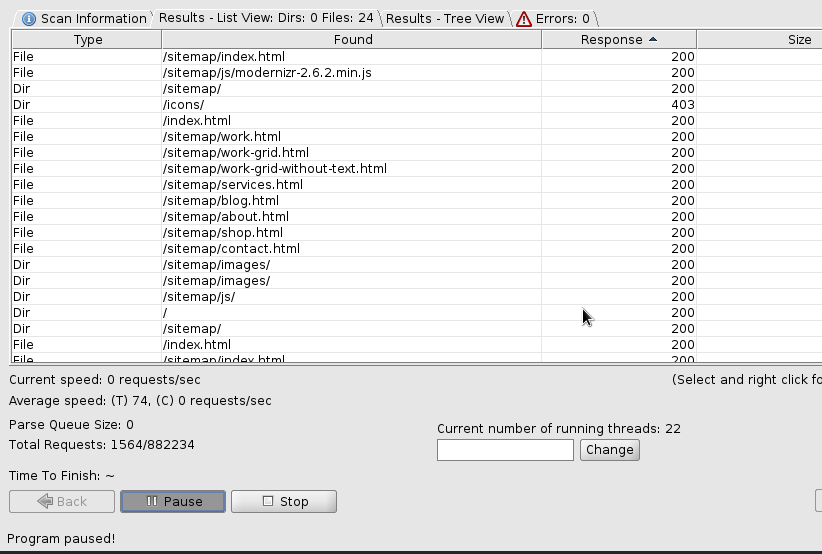 Scan Information Results - List View: Dirs: 0 Files: 24 Results - Tree View Errors: 0
Type Found Response Size
File /sitemap/index.html 200
File /sitemap/js/modernizr-2.6.2.min.js 200
Dir /sitemap/ 200
Dir /icons/ 403
File /index.html 200
File /sitemap/work.html 200
File /sitemap/work-grid.html 200
File /sitemap/work-grid-without-text.html 200
File /sitemap/services.html 200
File /sitemap/blog.html 200
File /sitemap/about.html 200
File /sitemap/shop.html 200
File /sitemap/contact.html 200
Dir /sitemap/images/ 200
Dir /sitemap/images/ 200
Dir /sitemap/js/ 200
Dir / 200
Dir /sitemap/ 200
File /index.html 200
File /sitemap/index.html 200
Current speed: 0 requests/sec (Select and right click fo
Average speed: (T) 74, (C) 0 requests/sec
Parse Queue Size: 0
Current number of running threads: 22
Total Requests: 1564/882234
Change
Time To Finish: ~
Back Pause Stop
Program paused!